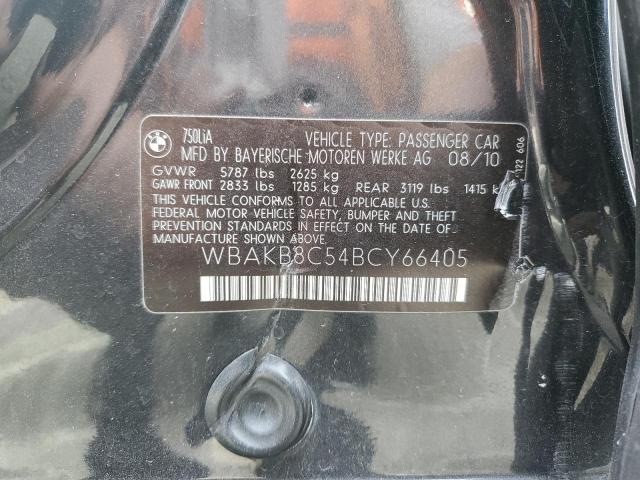 BMW
750LiA
VEHICLE TYPE: PASSENGER CAR
MFD BY BAYERISCHE MOTOREN WERKE AG 08/10
GVWR 5787 lbs 2625 kg
GAWR FRONT 2833 lbs 1285 kg REAR 3119 lbs 1415
THIS VEHICLE CONFORMS TO ALL APPLICABLE U.S.
FEDERAL MOTOR VEHICLE SAFETY, BUMPER AND THEFT
PREVENTION STANDARDS IN EFFECT ON THE DATE OF
MANUFACTURE SHOWN ABOVE.
WBAKB8C54BCY66405
606